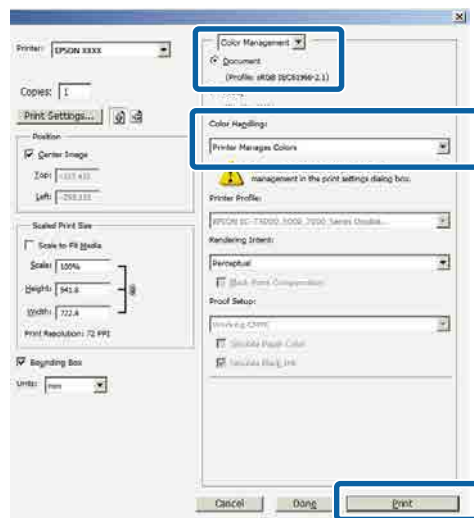 Printer: EPSON XXXX
Copies: 1
Print Settings...
Position
Center Image
Top:
Left:
Scaled Print Size
Scale to Fit Media
Scale: 100%
Height: 541.8
Width: 722.4
Print Resolution: 72 PPI
Bounding Box
Units: mm
Color Management
Document
(Profile: sRGB IEC61966-2.1)
Color Handling:
Printer Manages Colors
management in the print settings dialog box.
Printer Profile:
Rendering Intent:
Perceptual
Black Point Compensation
Proof Setup:
Working CMYK
Simulate Paper Color
Simulate Black Ink
Cancel
Done
Print